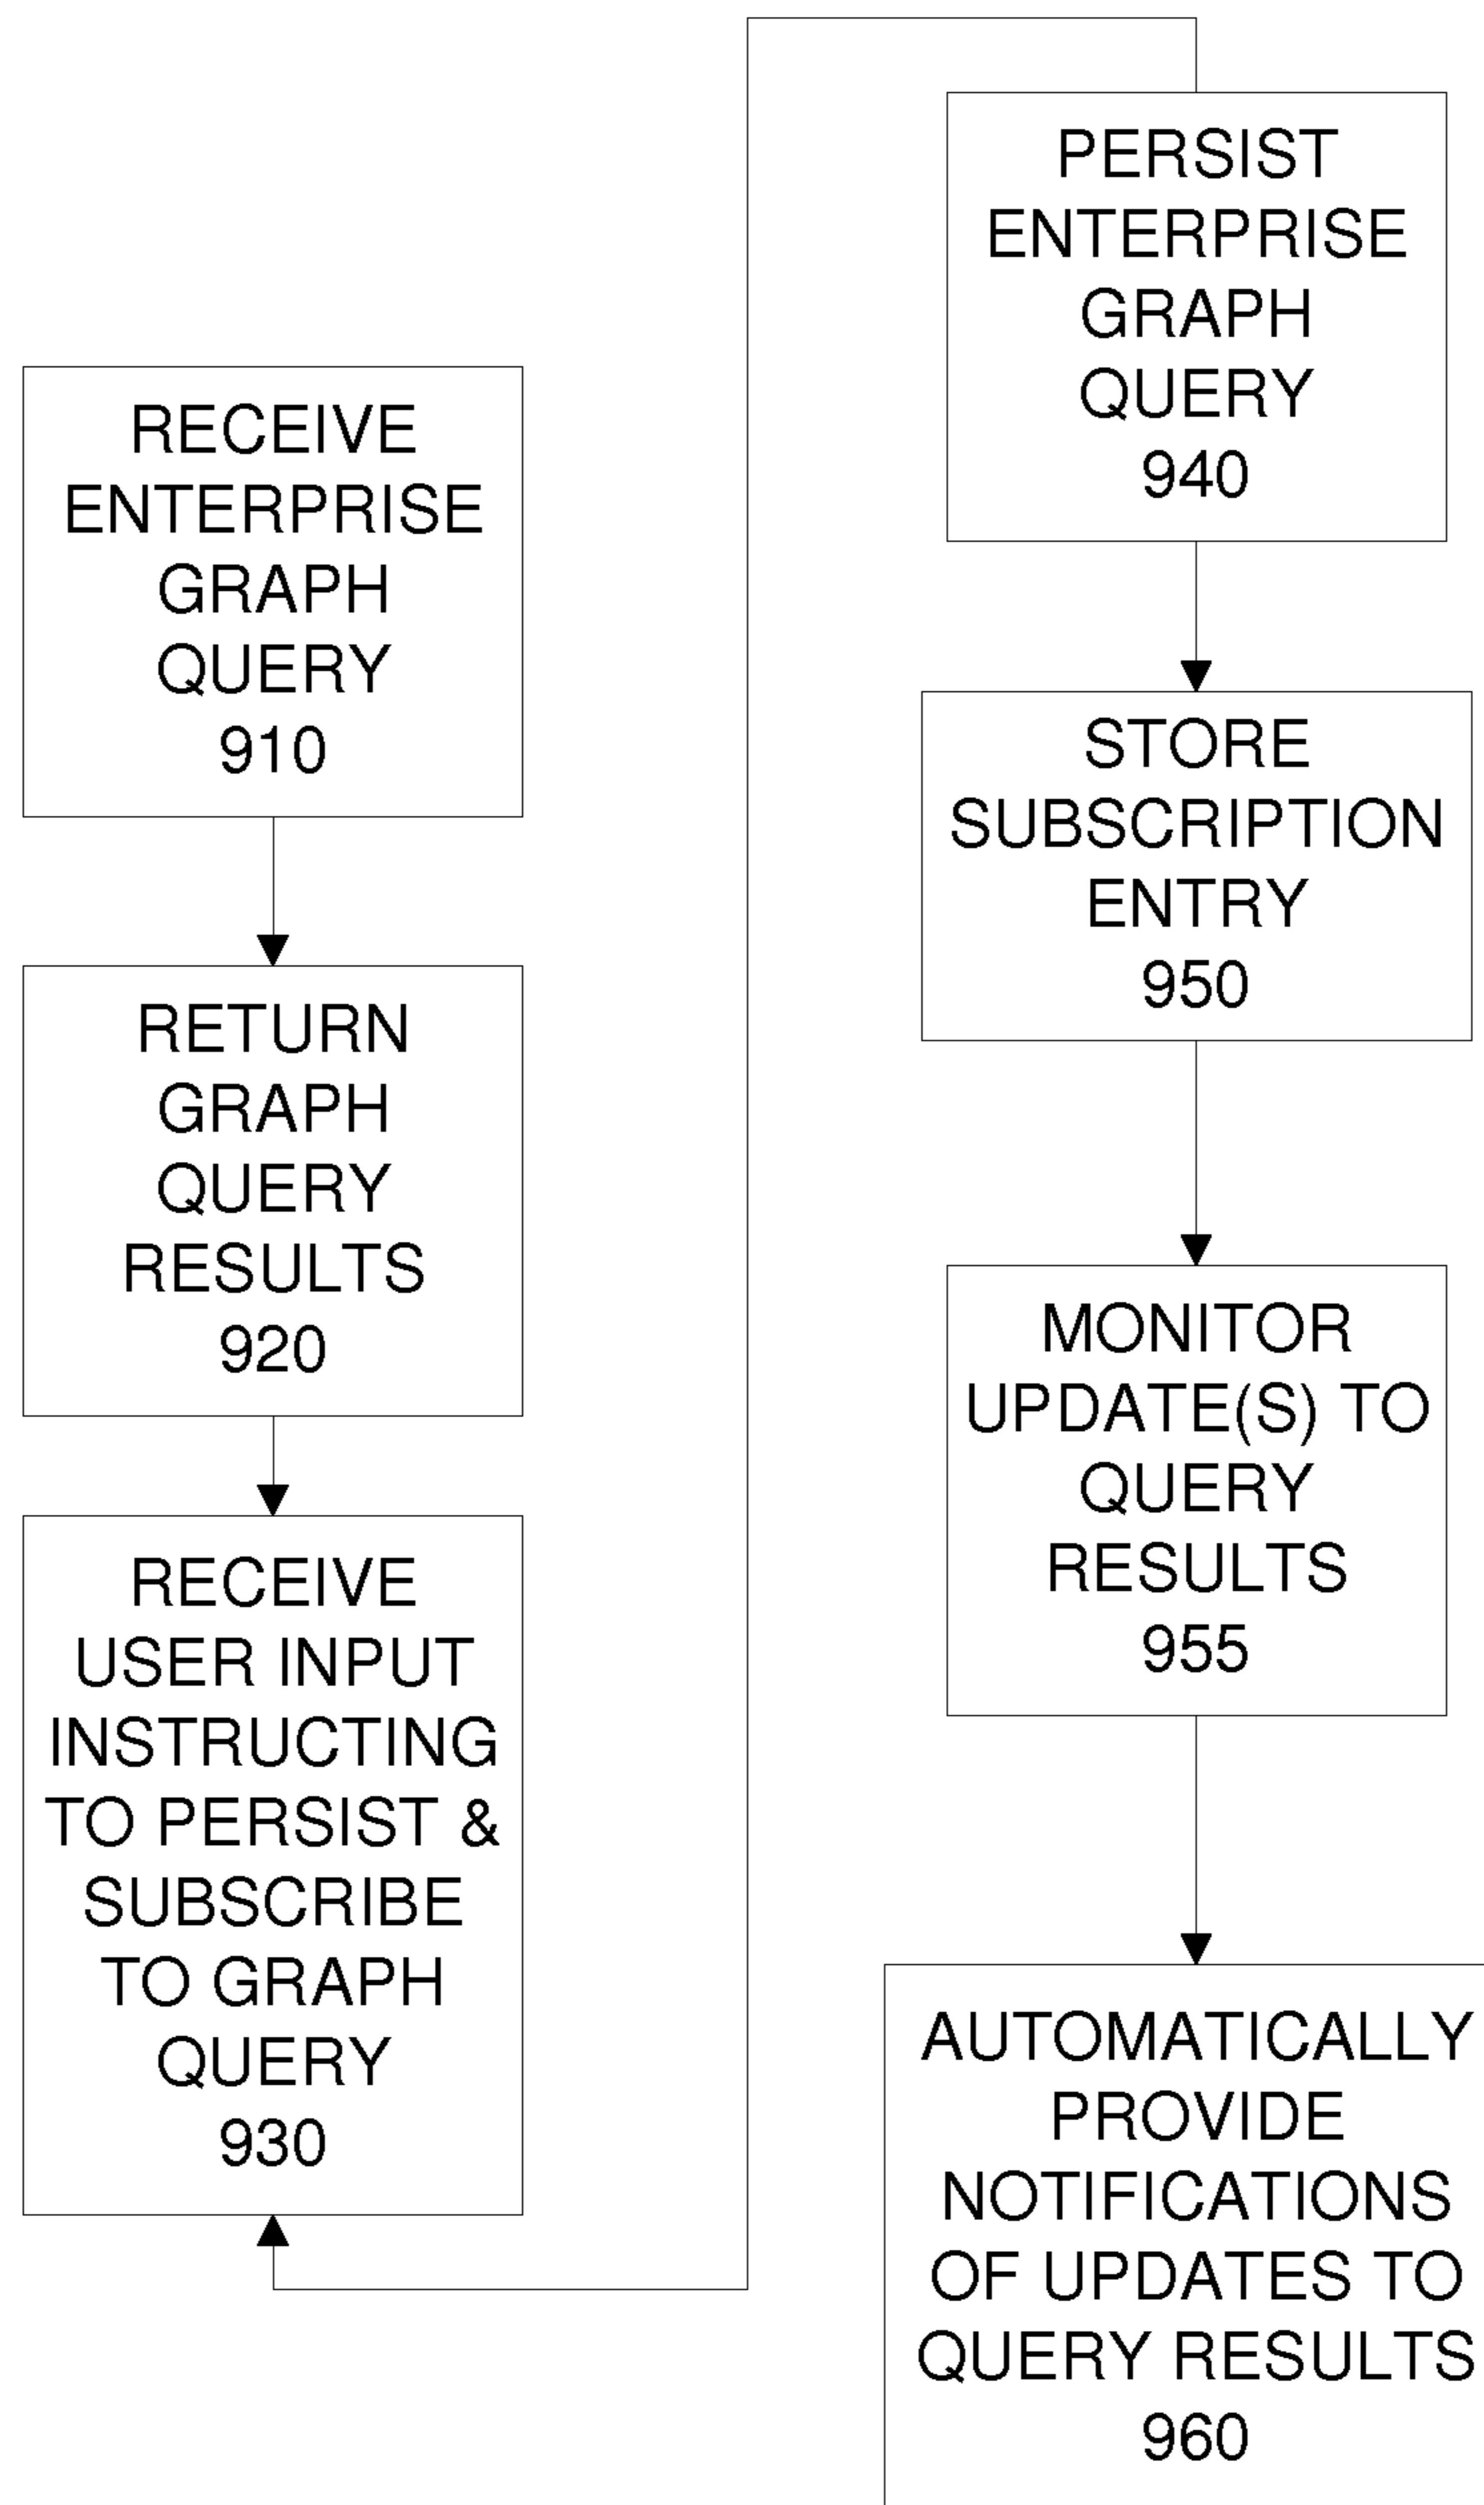 RECEIVE
ENTERPRISE
GRAPH
QUERY
910
RETURN
GRAPH
QUERY
RESULTS
920
RECEIVE
USER INPUT
INSTRUCTING
TO PERSIST &
SUBSCRIBE
TO GRAPH
QUERY
930
PERSIST
ENTERPRISE
GRAPH
QUERY
940
STORE
SUBSCRIPTION
ENTRY
950
MONITOR
UPDATE(S) TO
QUERY
RESULTS
955
AUTOMATICALLY
PROVIDE
NOTIFICATIONS
OF UPDATES TO
QUERY RESULTS
960